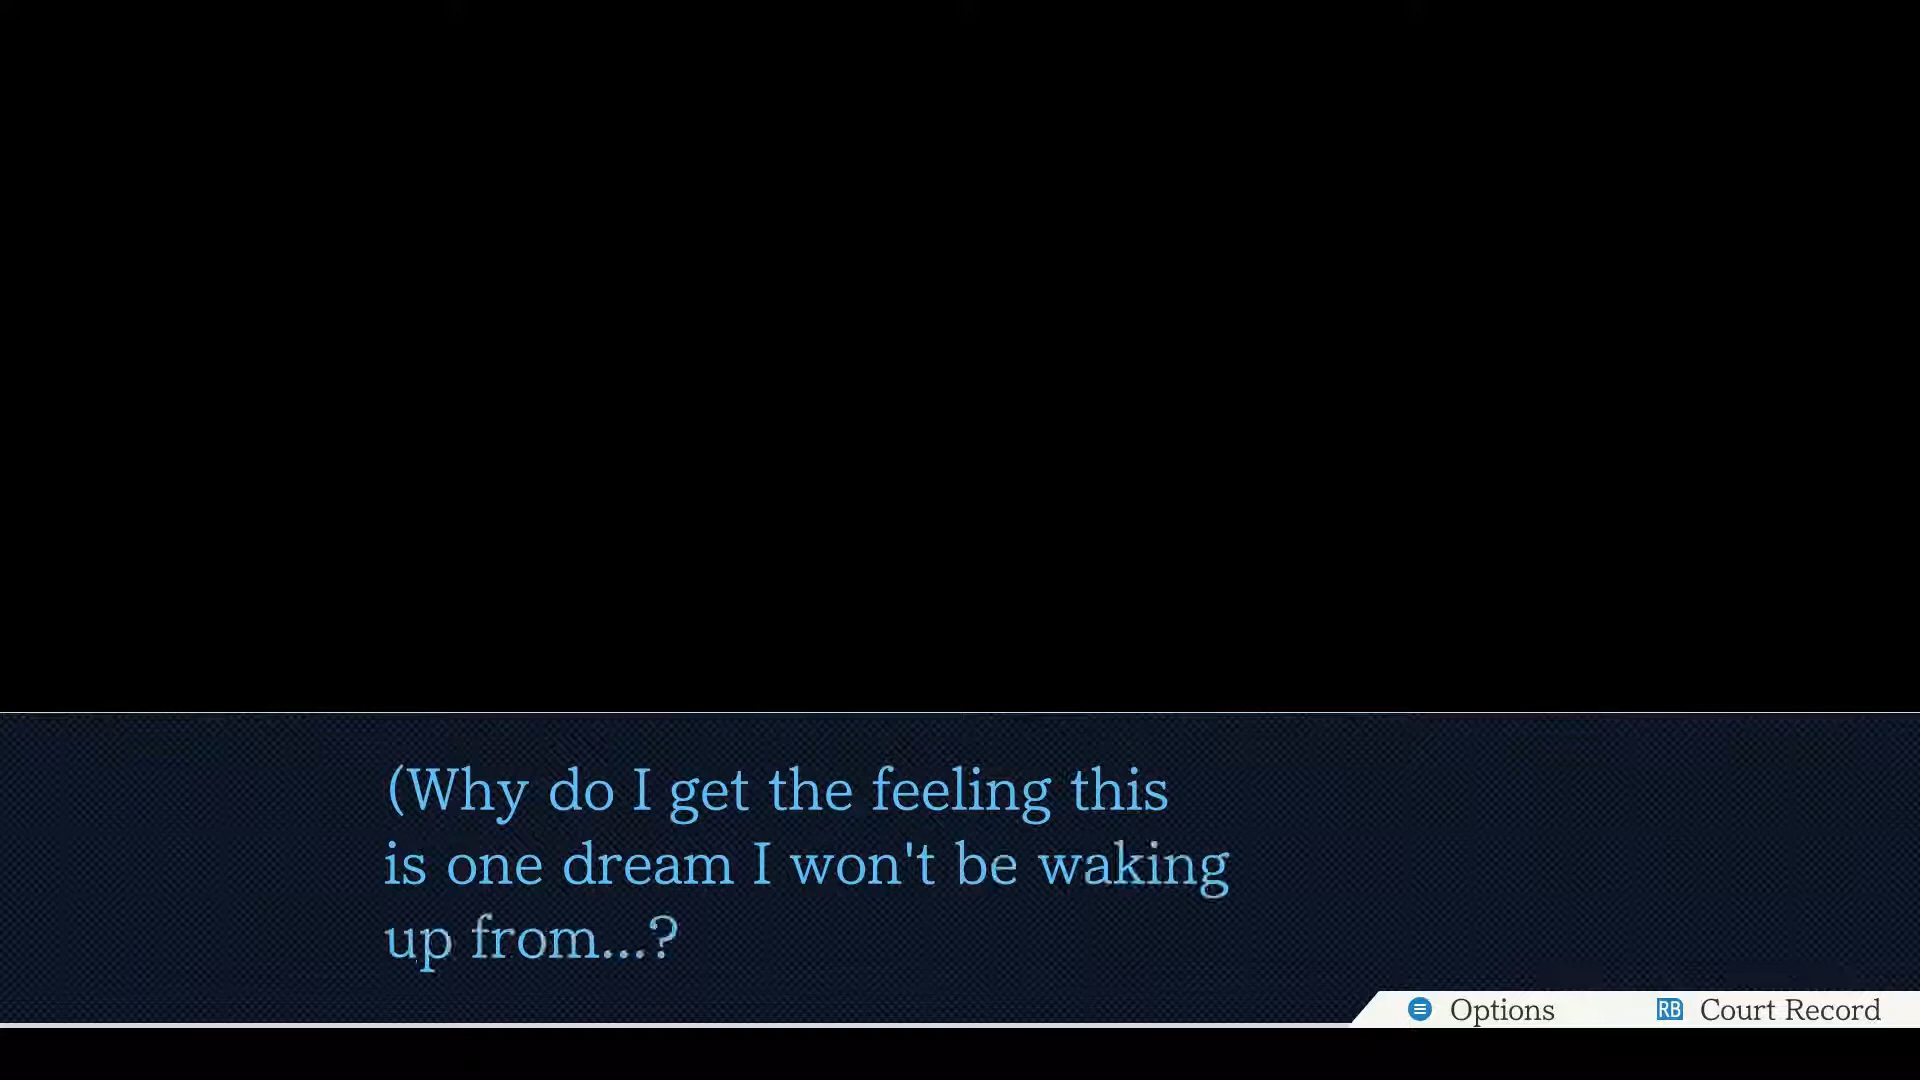 (Why do I get the feeling this
is one dream I won't be waking
up from...?
Options
RB Court Record